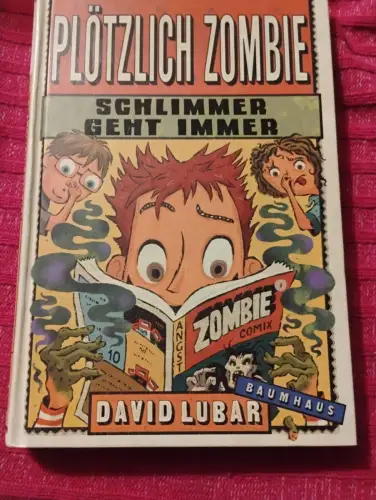 PLÖTZLICH ZOMBIE
SCHLIMMER
GEHT IMMER
10
ANGST
ZOMBIE
COMIX
BAUMHAUS
DAVID LUBAR